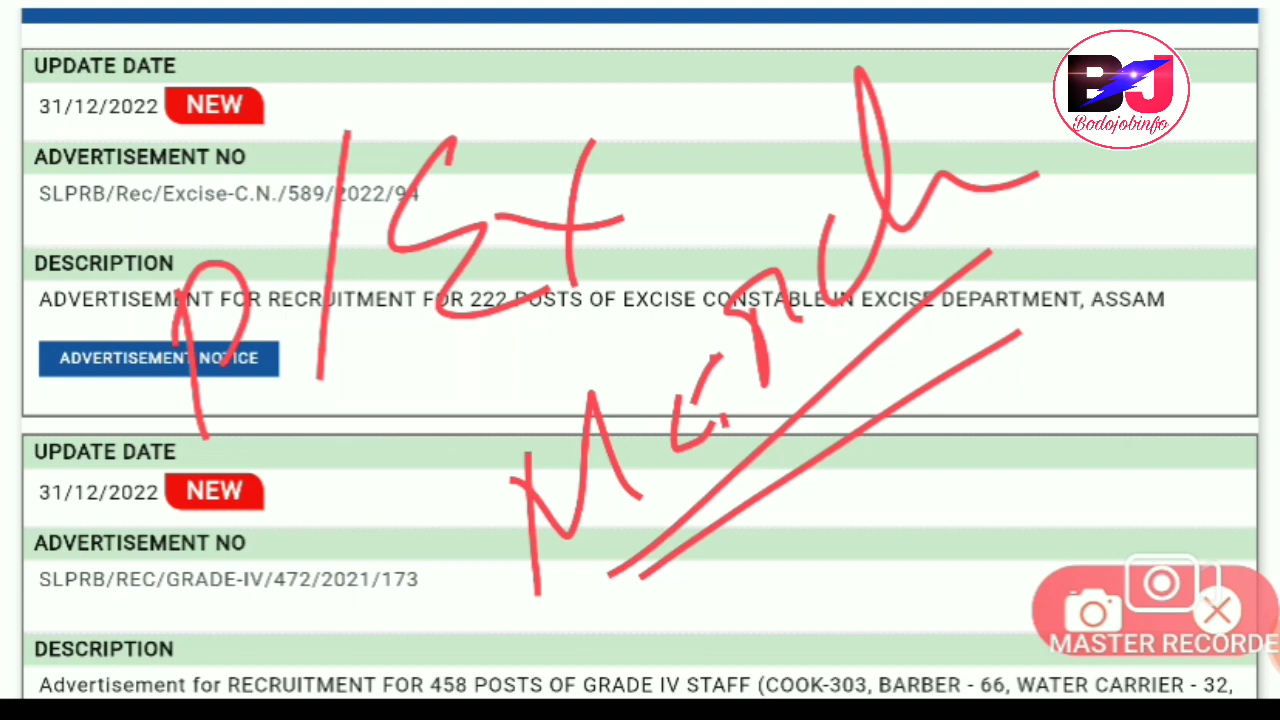 UPDATE DATE
31/12/2022 NEW
BJ
Bodojobinfo
ADVERTISEMENT NO
SLPRB/Rec/Excise-C.N./589/2022/94
DESCRIPTION
ADVERTISEMENT FOR RECRUITMENT FOR 222 POSTS OF EXCISE CONSTABLE IN EXCISE DEPARTMENT, ASSAM
ADVERTISEMENT NOTICE
P/Et
March
UPDATE DATE
31/12/2022 NEW
ADVERTISEMENT NO
SLPRB/REC/GRADE-IV/472/2021/173
MASTER RECORDE
DESCRIPTION
Advertisement for RECRUITMENT FOR 458 POSTS OF GRADE IV STAFF (COOK-303, BARBER - 66, WATER CARRIER - 32,